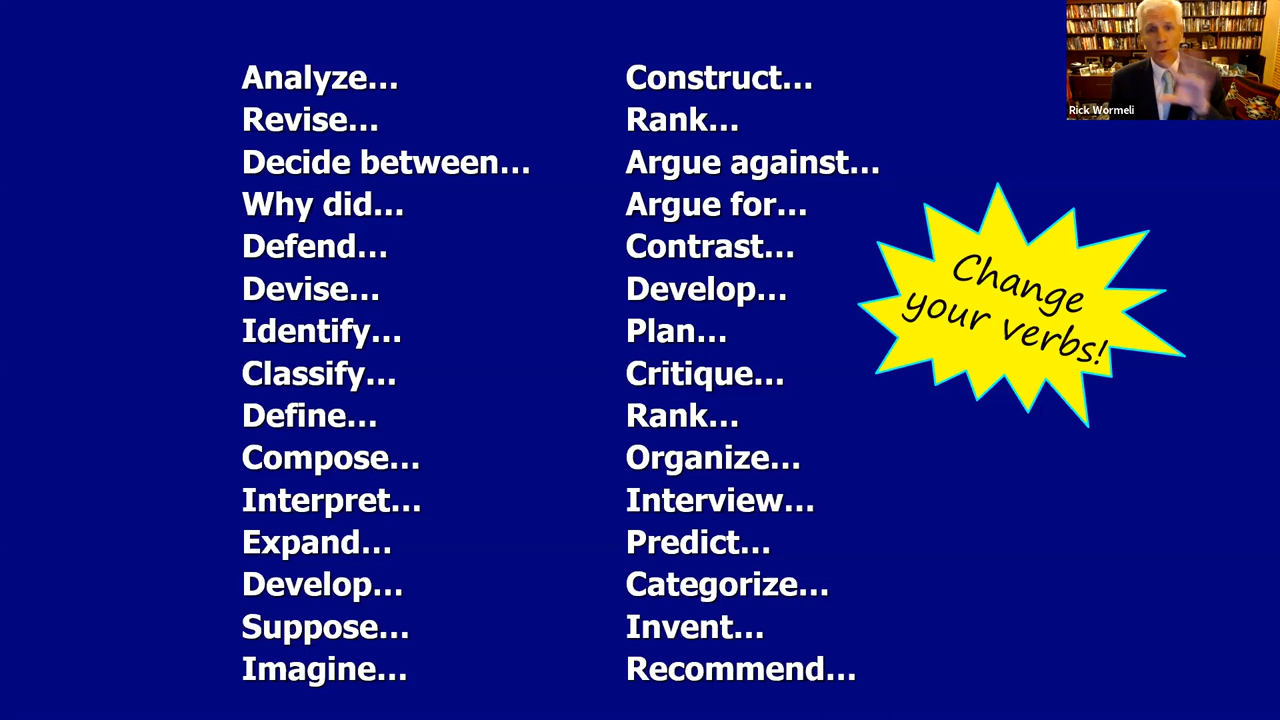 Analyze...
Revise...
Decide between...
Why did...
Defend...
Devise...
Identify...
Classify...
Define...
Compose...
Interpret...
Expand...
Develop...
Suppose...
Imagine...
Construct...
Rank...
Argue against...
Argue for...
Contrast...
Develop...
Plan...
Critique...
Rank...
Organize...
Interview...
Predict...
Categorize...
Invent...
Recommend...
Change
your verbs!
Rick Wormeli